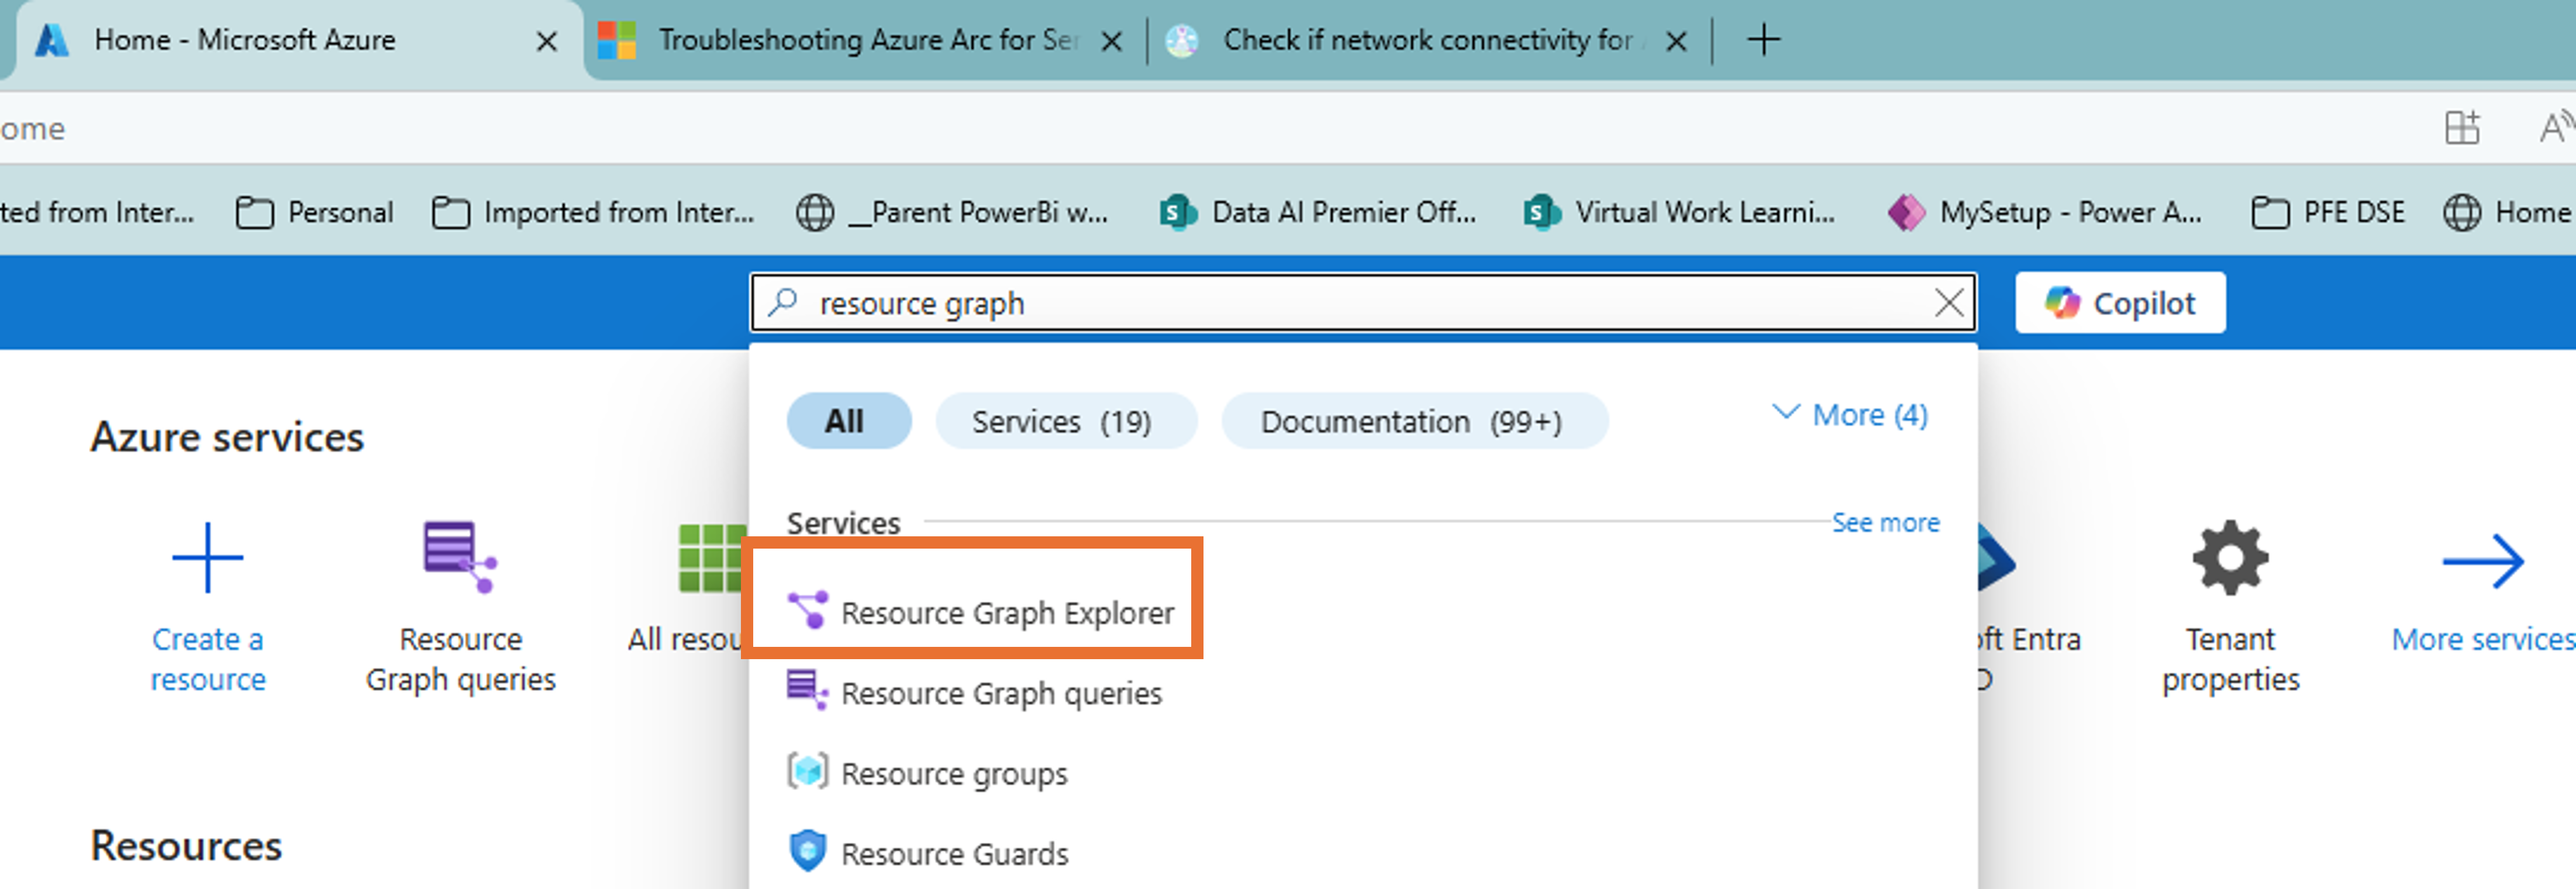 Home - Microsoft Azure
Troubleshooting Azure Arc for Ser
Check if network connectivity for
ome
ted from Inter...
Personal
Imported from Inter...
__Parent PowerBi w...
Data AI Premier Off...
Virtual Work Learni...
MySetup - Power A...
PFE DSE
Home
resource graph
Copilot
All
Services (19)
Documentation (99+)
More (4)
Azure services
Services
See more
Create a
resource
Resource
Graph queries
All resou
Resource Graph Explorer
Resource Graph queries
Resource groups
Resource Guards
oft Entra
D
Tenant
properties
More services
Resources